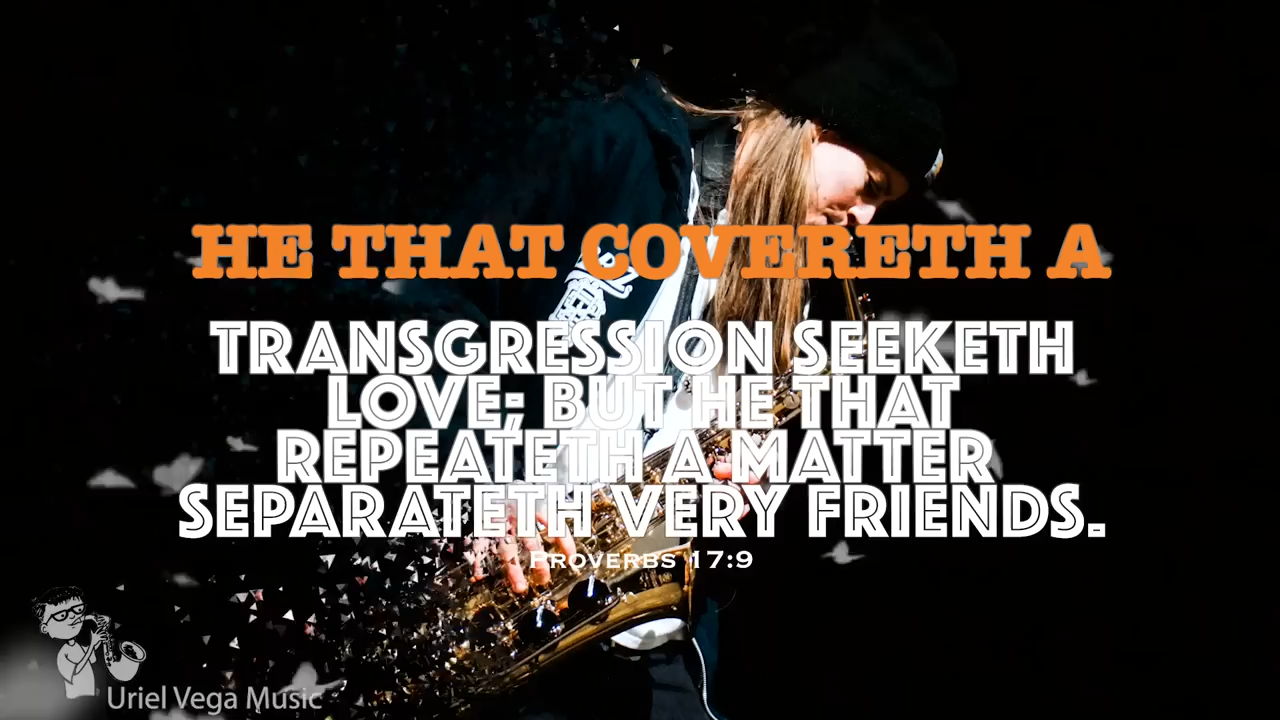 HE THAT COVERETH A
TRANSGRESSION SEEKETH
LOVE; BUT HE THAT
REPEATETH A MATTER
SEPARATETH VERY FRIENDS.
PROVERBS 17:9
Uriel Vega Music